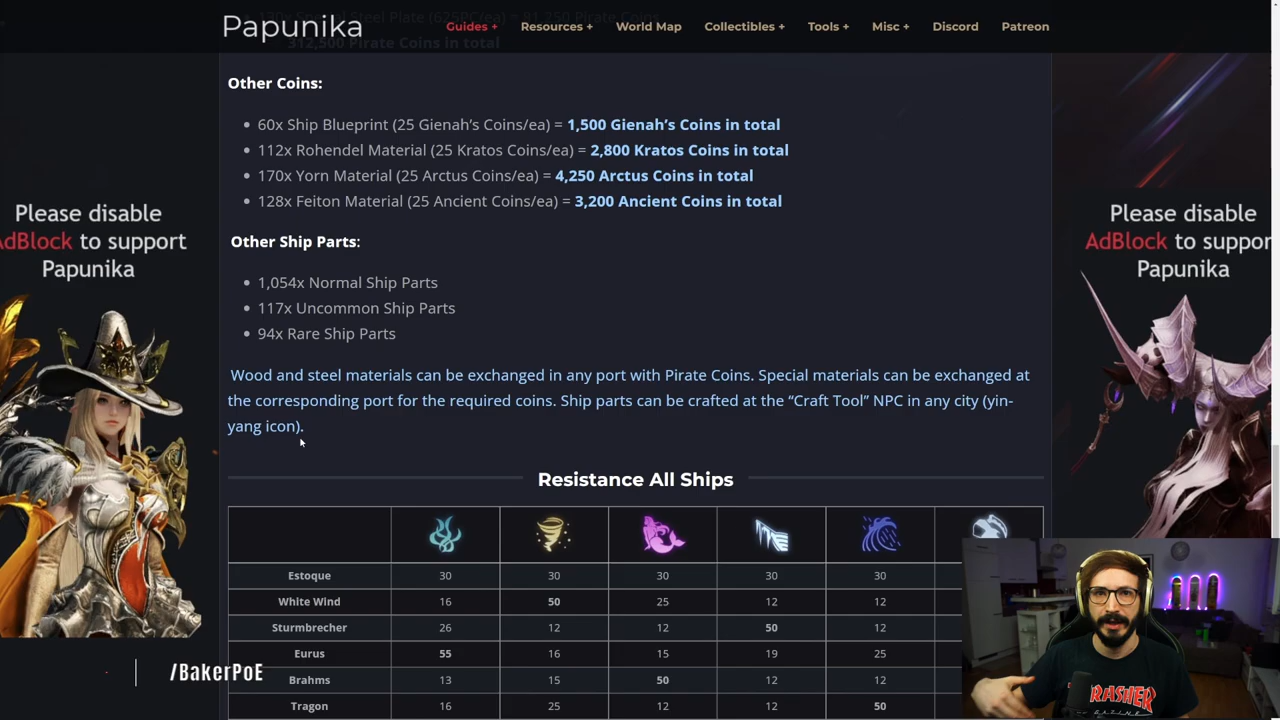 Papunika
Guides +
Resources +
World Map
Collectibles +
Tools +
Misc +
Discord
Patreon
312,500 Pirate Coins in total
Other Coins:
60x Ship Blueprint (25 Gienah's Coins/ea) = 1,500 Gienah's Coins in total
112x Rohendel Material (25 Kratos Coins/ea) = 2,800 Kratos Coins in total
170x Yorn Material (25 Arctus Coins/ea) = 4,250 Arctus Coins in total
128x Feiton Material (25 Ancient Coins/ea) = 3,200 Ancient Coins in total
Other Ship Parts:
1,054x Normal Ship Parts
117x Uncommon Ship Parts
94x Rare Ship Parts
Wood and steel materials can be exchanged in any port with Pirate Coins. Special materials can be exchanged at
the corresponding port for the required coins. Ship parts can be crafted at the “Craft Tool” NPC in any city (yin-
yang icon).
Resistance All Ships
Estoque 30 30 30 30 30
White Wind 16 50 25 12 12
Sturmbrecher 26 12 12 50 12
Eurus 55 16 15 19 25
Brahms 13 15 50 12 12
Tragon 16 25 12 12 50
Please disable
AdBlock to support
Papunika
Please disable
AdBlock to suppor
Papunika
/BakerPoE
THRASHER